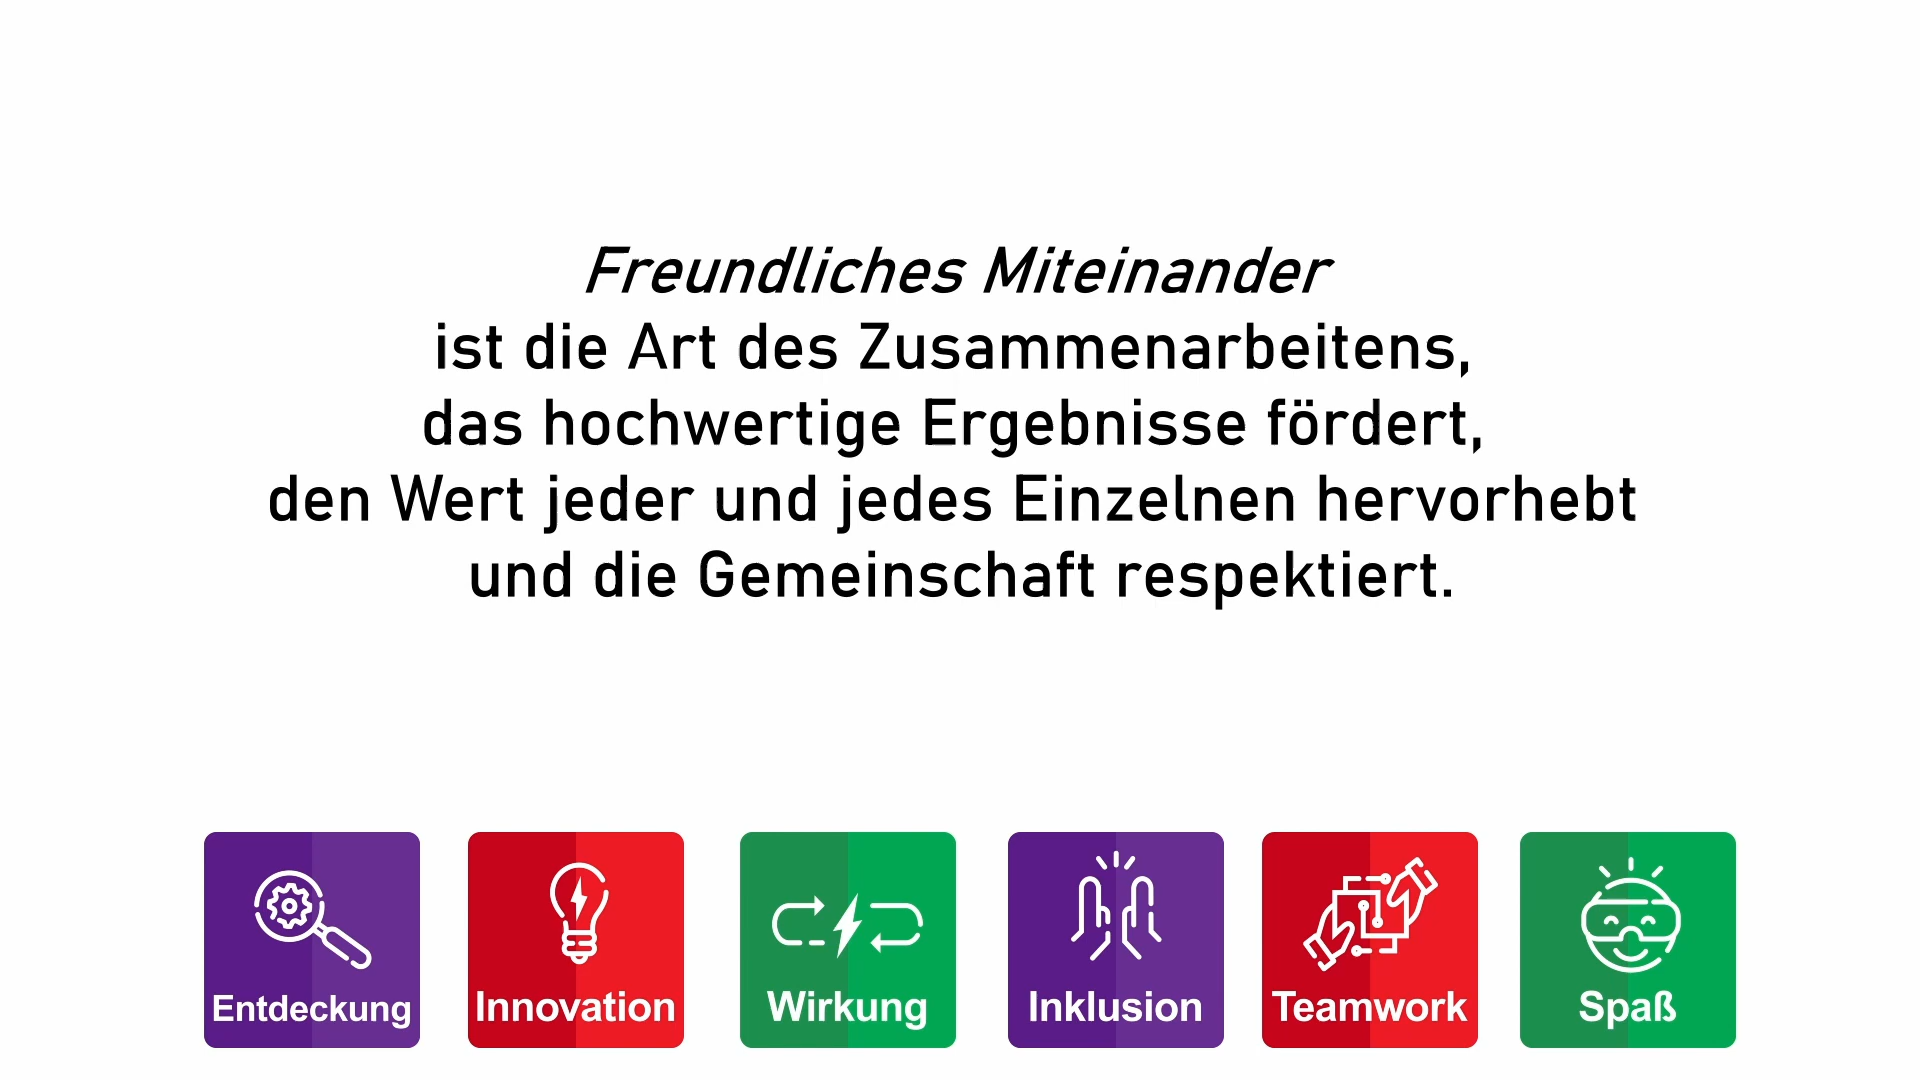 Freundliches Miteinander
ist die Art des Zusammenarbeitens,
das hochwertige Ergebnisse fördert,
den Wert jeder und jedes Einzelnen hervorhebt
und die Gemeinschaft respektiert.
Entdeckung
Innovation
Wirkung
Inklusion
Teamwork
Spaß